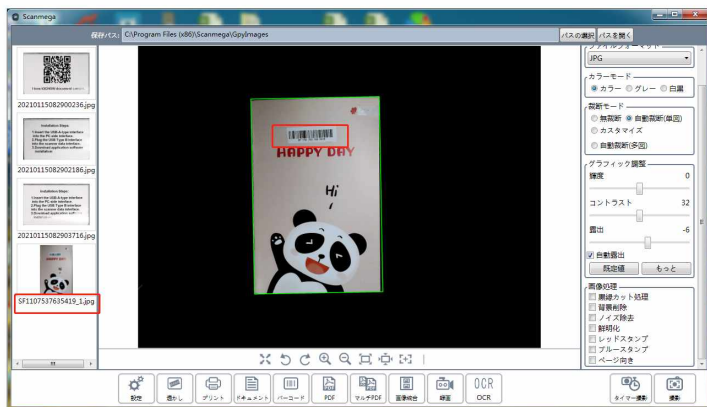 Scanmega
保存パス: C:\Program Files (x86)\Scanmega\GpyImages
パスの選択
パスを開く
20210115082900236.jpg
Installation Steps:
20210115082902186.jpg
Installation Steps:
20210115082903716.jpg
HAPPY DAY
SF1107537635419_1.jpg
HAPPY DAY
Hi
ファイルフォーマット
JPG
カラーモード
カラー グレー 白黒
裁断モード
無裁断 自動裁断(単図)
カスタマイズ
自動裁断(多図)
グラフィック調整
輝度 0
コントラスト 32
露出 -6
自動露出
既定値 もっと
画像処理
黒線カット処理
背景削除
ノイズ除去
鮮明化
レッドスタンプ
ブルースタンプ
ページ向き
設定
透かし
プリント
ドキュメント
バーコード
PDF
マルチPDF
画像統合
録画
OCR
OCR
タイマー撮影
撮影